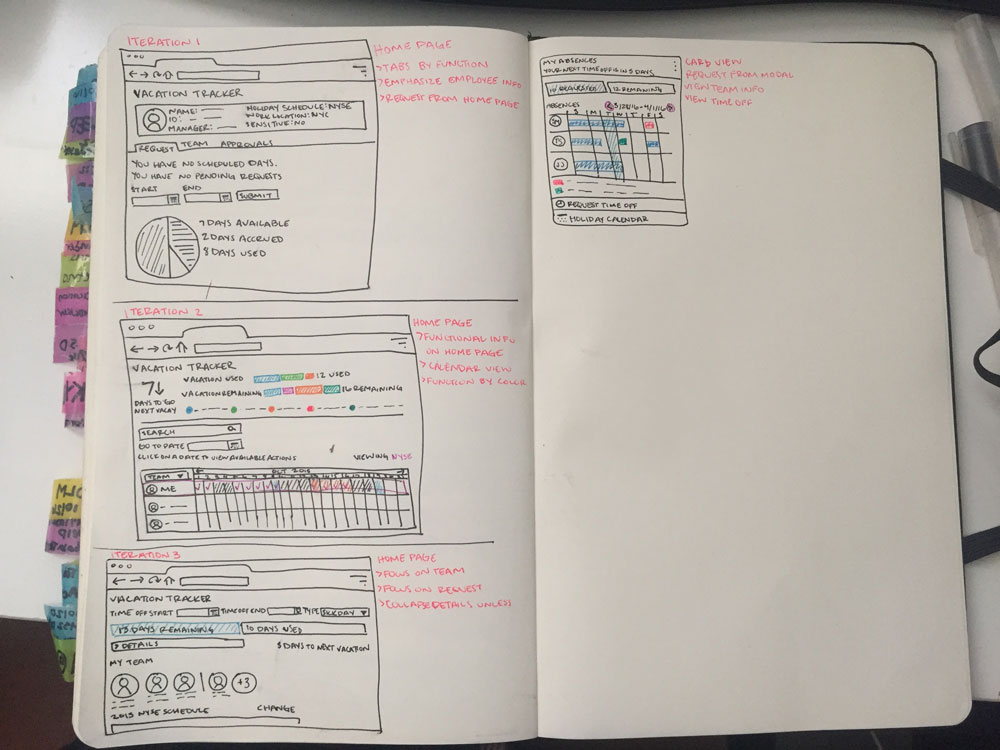 ITERATION 1
HOME PAGE
>TABS BY FUNCTION
>EMPHASIZE EMPLOYEE INFO
>REQUEST FROM HOME PAGE
VACATION TRACKER
NAME:
ID:
MANAGER:
HOLIDAY SCHEDULE: NYSE
WORK LOCATION: NYC
SENSITIVE: NO
REQUEST TEAM APPROVALS
YOU HAVE NO SCHEDULED DAYS.
YOU HAVE NO PENDING REQUESTS
START END
SUBMIT
7 DAYS AVAILABLE
2 DAYS ACCRUED
8 DAYS USED
ITERATION 2
HOME PAGE
>FUNCTIONAL INFO
ON HOME PAGE
>CALENDAR VIEW
>FUNCTION BY COLOR
VACATION TRACKER
VACATION USED 12 USED
VACATION REMAINING 16 REMAINING
DAYS TO GO
NEXT VACAY
SEARCH
GO TO DATE
CLICK ON A DATE TO VIEW AVAILABLE ACTIONS VIEWING NYSE
OCT 2015
TEAM
ME
ITERATION 3
HOME PAGE
>FOCUS ON TEAM
>FOCUS ON REQUEST
>COLLAPSE DETAILS UNLESS
VACATION TRACKER
TIME OFF START TIME OFF END TYPE SICK DAY
13 DAYS REMAINING 10 DAYS USED
> DETAILS
5 DAYS TO NEXT VACATION
MY TEAM
+3
2015 NYSE SCHEDULE CHANGE
MY ABSENCES
YOUR NEXT TIME OFF IS IN 5 DAYS
10 REQUESTED 12 REMAINING
ABSENCES 3/28/16-4/1/16
S M T W T F S
SM
TS
JJ
REQUEST TIME OFF
HOLIDAY CALENDAR
CARD VIEW
REQUEST FROM MODAL
VIEW TEAM INFO
VIEW TIME OFF